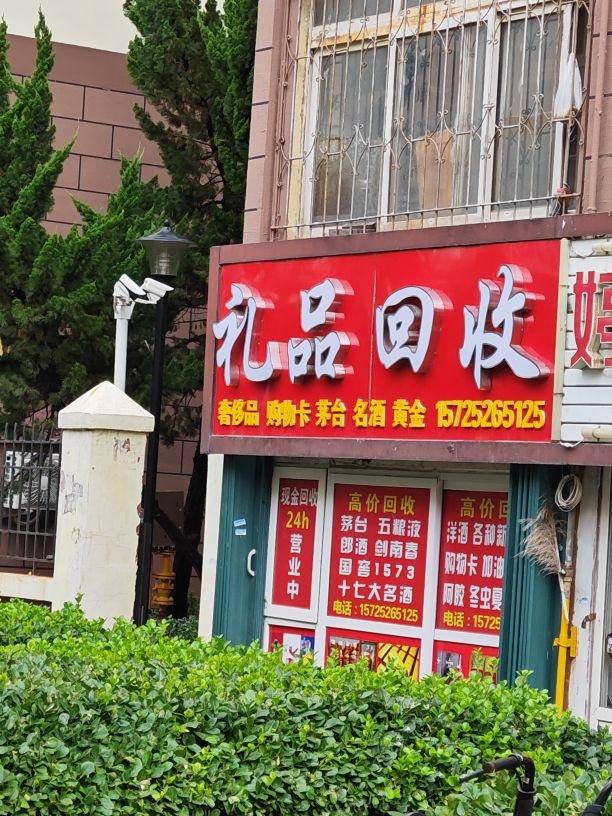 礼品回收
奢侈品 购物卡 茅台 名酒 黄金 15725265125
现金回收
24h
营业中
高价回收
茅台 五粮液
郎酒 剑南春
国窖1573
十七大名酒
电话：15725265125
高价回
洋酒 各种新
购物卡 加油
阿胶 冬虫夏
电话：15725